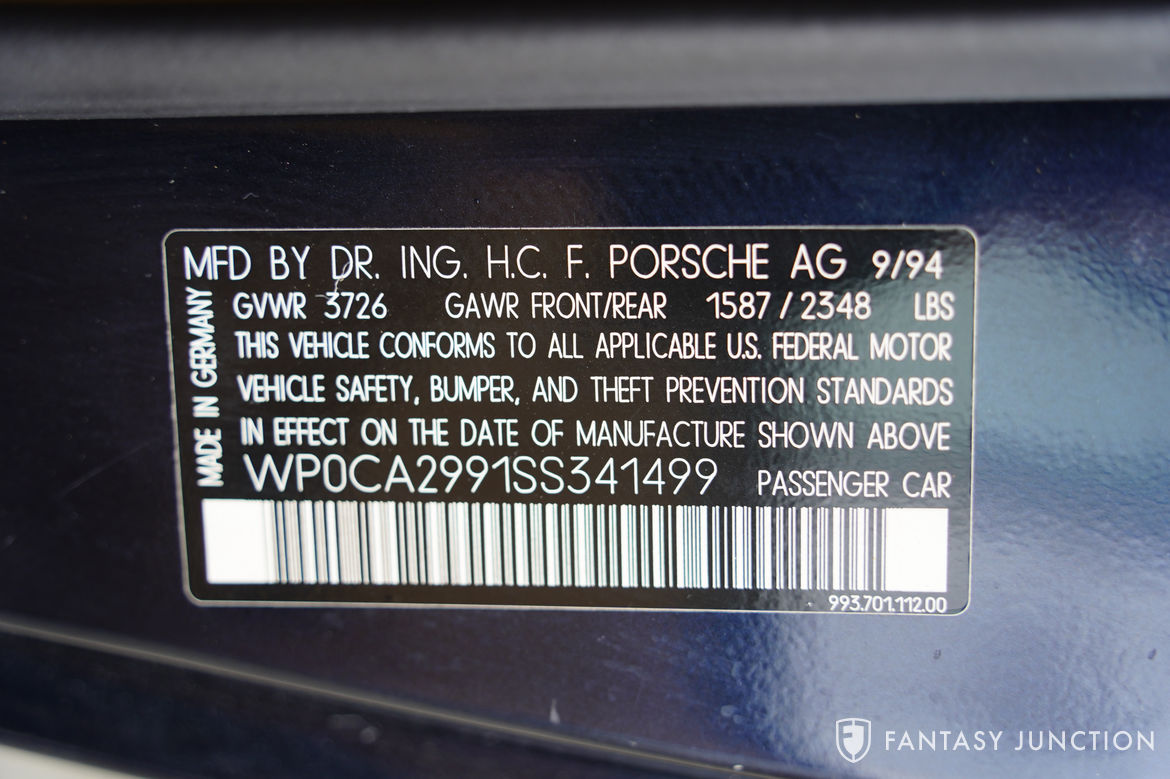 MFD BY DR. ING. H.C. F. PORSCHE AG 9/94
GVWR 3726 GAWR FRONT/REAR 1587 / 2348 LBS
THIS VEHICLE CONFORMS TO ALL APPLICABLE U.S. FEDERAL MOTOR
VEHICLE SAFETY, BUMPER, AND THEFT PREVENTION STANDARDS
IN EFFECT ON THE DATE OF MANUFACTURE SHOWN ABOVE
WP0CA2991SS341499 PASSENGER CAR
MADE IN GERMANY
993.701.112.00
FANTASY JUNCTION